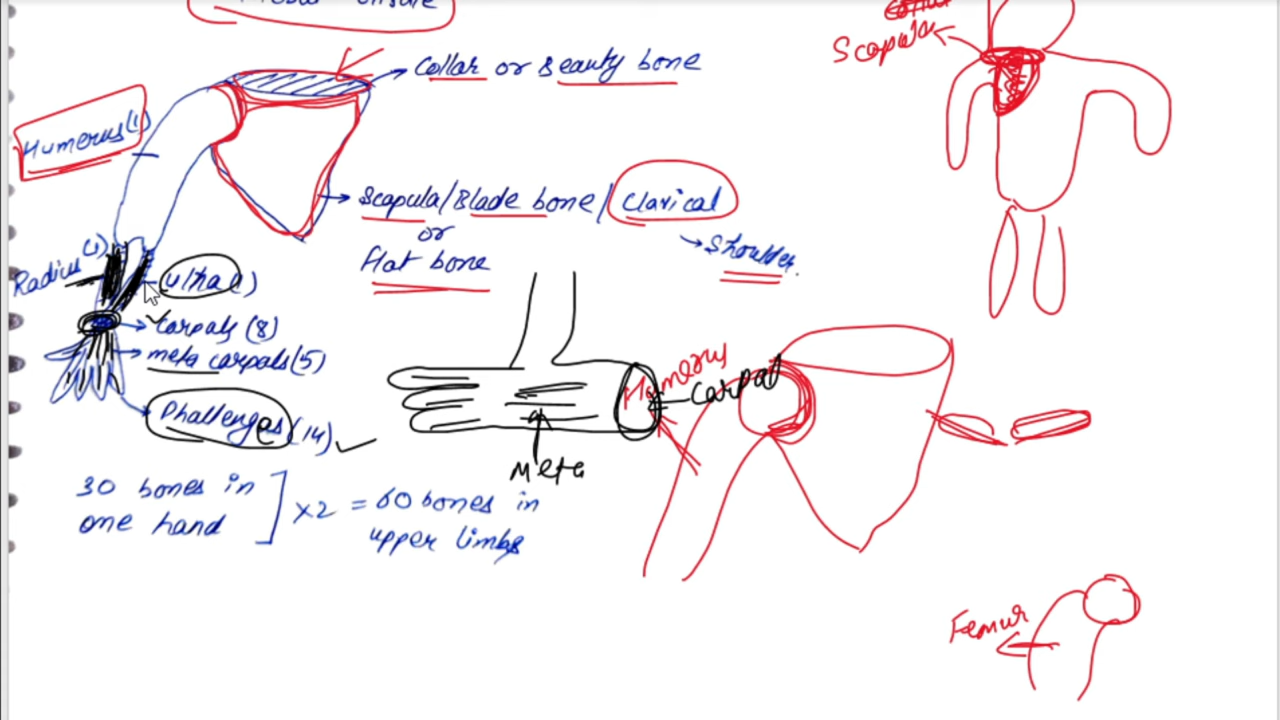 Collar or Beauty bone
Scapula
Humerus(1)
Scapula/Blade bone/ Clavical
or
flat bone
→Shoulder.
Radius(1)
ulna(1)
Carpals (8)
meta carpals(5)
Phallenges (14)
Humerus
Carpal
Meta
30 bones in
one hand
×2 = 60 bones in
upper limbs
Femur